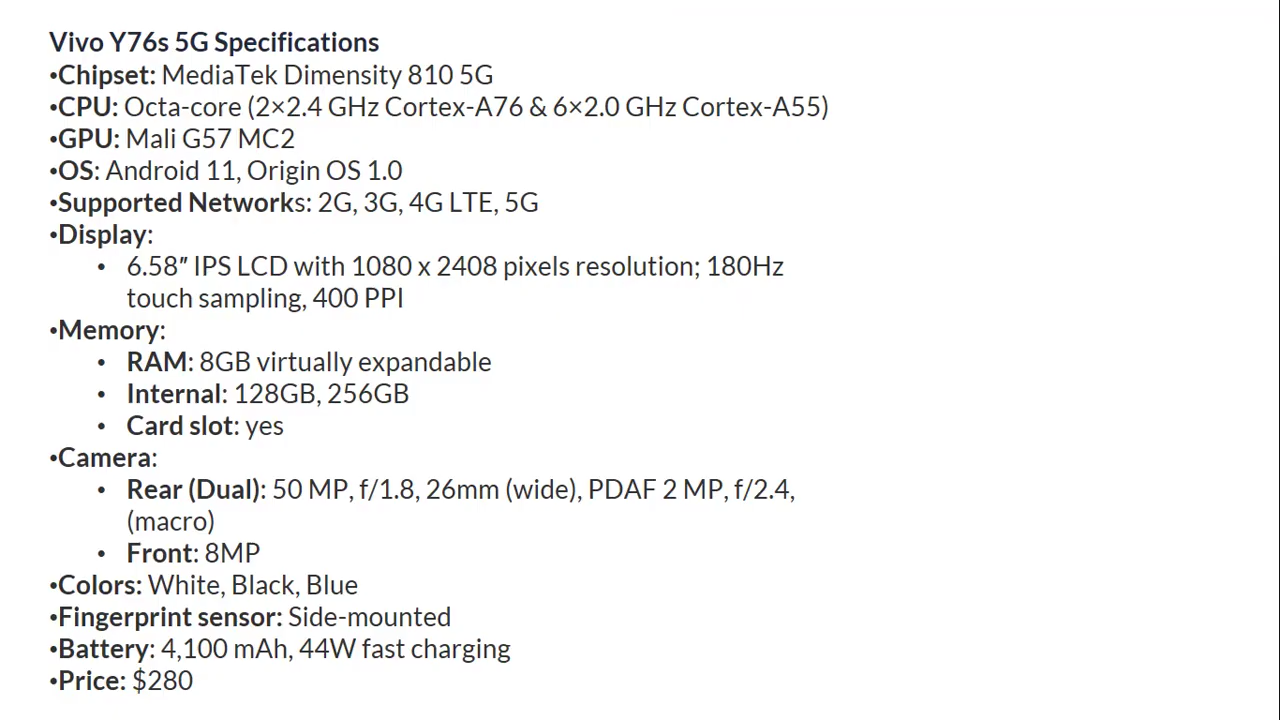 Vivo Y76s 5G Specifications
•Chipset: MediaTek Dimensity 810 5G
•CPU: Octa-core (2×2.4 GHz Cortex-A76 & 6×2.0 GHz Cortex-A55)
•GPU: Mali G57 MC2
•OS: Android 11, Origin OS 1.0
•Supported Networks: 2G, 3G, 4G LTE, 5G
•Display:
• 6.58″ IPS LCD with 1080 x 2408 pixels resolution; 180Hz
touch sampling, 400 PPI
•Memory:
• RAM: 8GB virtually expandable
• Internal: 128GB, 256GB
• Card slot: yes
•Camera:
• Rear (Dual): 50 MP, f/1.8, 26mm (wide), PDAF 2 MP, f/2.4,
(macro)
• Front: 8MP
•Colors: White, Black, Blue
•Fingerprint sensor: Side-mounted
•Battery: 4,100 mAh, 44W fast charging
•Price: $280